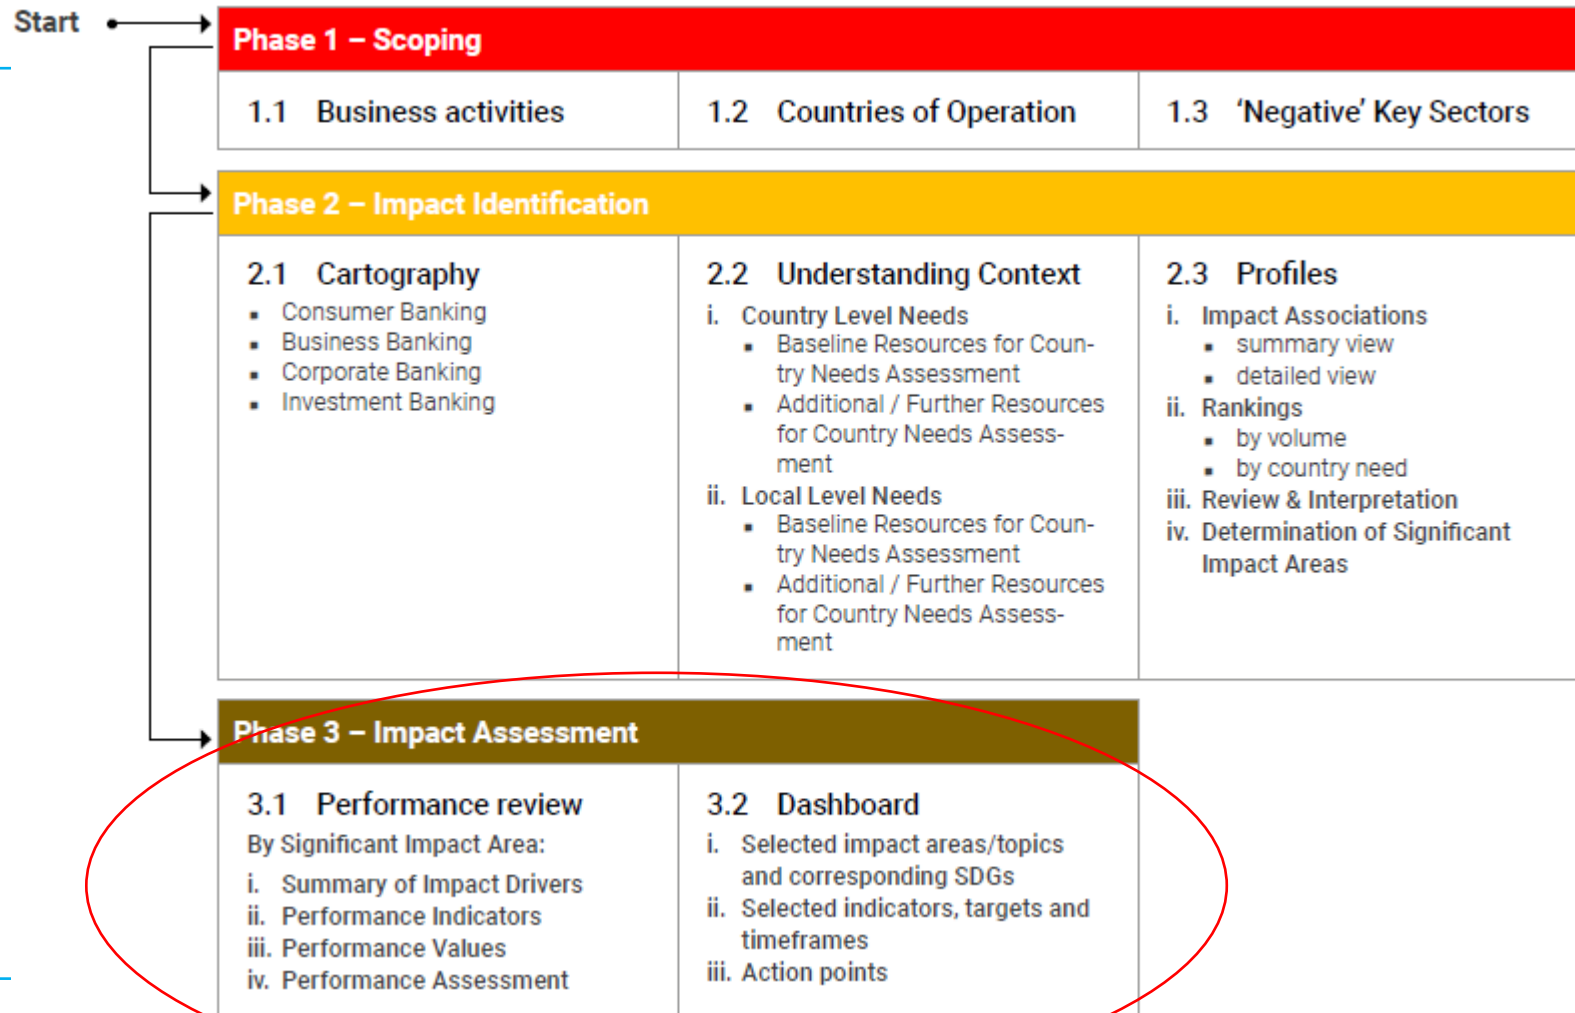 Start
Phase 1 – Scoping
1.1 Business activities
1.2 Countries of Operation
1.3 ‘Negative’ Key Sectors
Phase 2 – Impact Identification
2.1 Cartography
▪ Consumer Banking
▪ Business Banking
▪ Corporate Banking
▪ Investment Banking
2.2 Understanding Context
i. Country Level Needs
▪ Baseline Resources for Coun-
try Needs Assessment
▪ Additional / Further Resources
for Country Needs Assess-
ment
ii. Local Level Needs
▪ Baseline Resources for Coun-
try Needs Assessment
▪ Additional / Further Resources
for Country Needs Assess-
ment
2.3 Profiles
i. Impact Associations
▪ summary view
▪ detailed view
ii. Rankings
▪ by volume
▪ by country need
iii. Review & Interpretation
iv. Determination of Significant
Impact Areas
Phase 3 – Impact Assessment
3.1 Performance review
By Significant Impact Area:
i. Summary of Impact Drivers
ii. Performance Indicators
iii. Performance Values
iv. Performance Assessment
3.2 Dashboard
i. Selected impact areas/topics
and corresponding SDGs
ii. Selected indicators, targets and
timeframes
iii. Action points